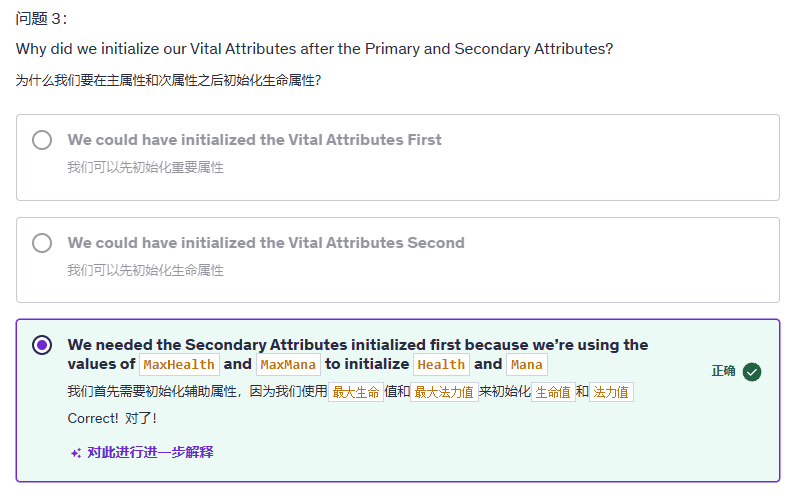 问题 3：
Why did we initialize our Vital Attributes after the Primary and Secondary Attributes?
为什么我们要在主属性和次属性之后初始化生命属性？
We could have initialized the Vital Attributes First
我们可以先初始化重要属性
We could have initialized the Vital Attributes Second
我们可以先初始化生命属性
We needed the Secondary Attributes initialized first because we’re using the
values of MaxHealth and MaxMana to initialize Health and Mana
正确
我们首先需要初始化辅助属性，因为我们使用 最大生命 值和 最大法力值 来初始化 生命值 和 法力值
Correct! 对了！
对此进行进一步解释